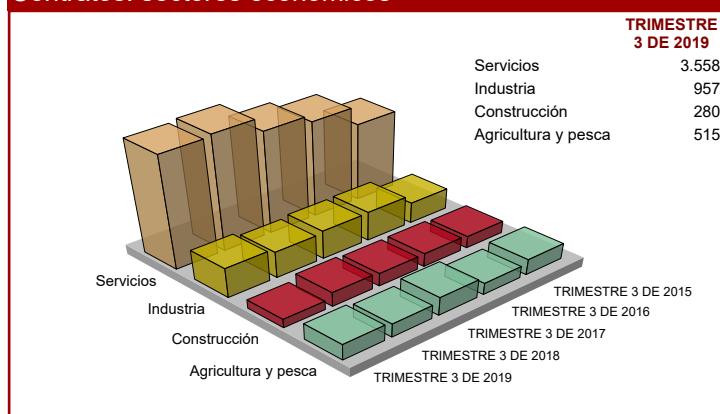 TRIMESTRE
3 DE 2019
Servicios 3.558
Industria 957
Construcción 280
Agricultura y pesca 515
Servicios
Industria
Construcción
Agricultura y pesca
TRIMESTRE 3 DE 2015
TRIMESTRE 3 DE 2016
TRIMESTRE 3 DE 2017
TRIMESTRE 3 DE 2018
TRIMESTRE 3 DE 2019